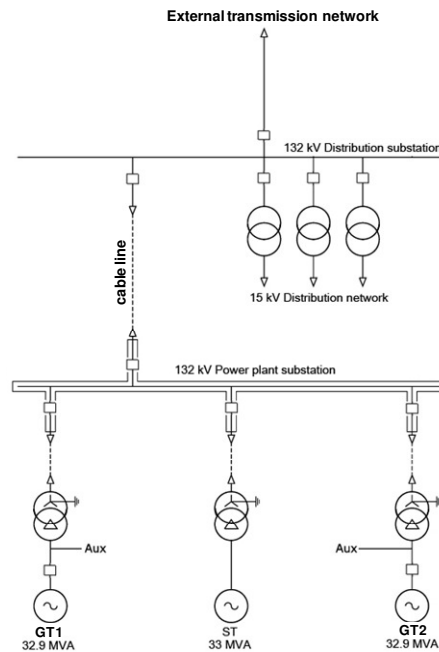 External transmission network
132 kV Distribution substation
cable line
15 kV Distribution network
132 kV Power plant substation
Aux
Aux
GT1
32.9 MVA
ST
33 MVA
GT2
32.9 MVA